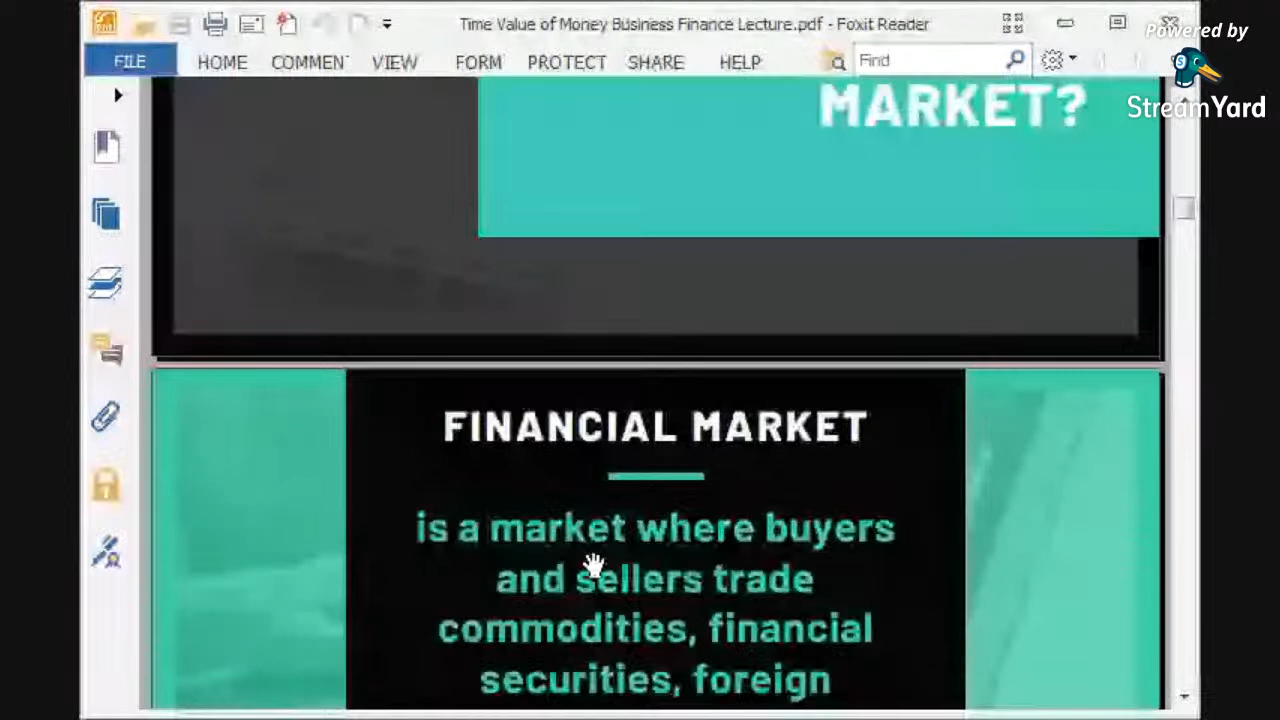 Time Value of Money Business Finance Lecture.pdf - Foxit Reader
Powered by
StreamYard
FILE HOME COMMEN VIEW FORM PROTECT SHARE HELP Find
MARKET?
FINANCIAL MARKET
is a market where buyers
and sellers trade
commodities, financial
securities, foreign